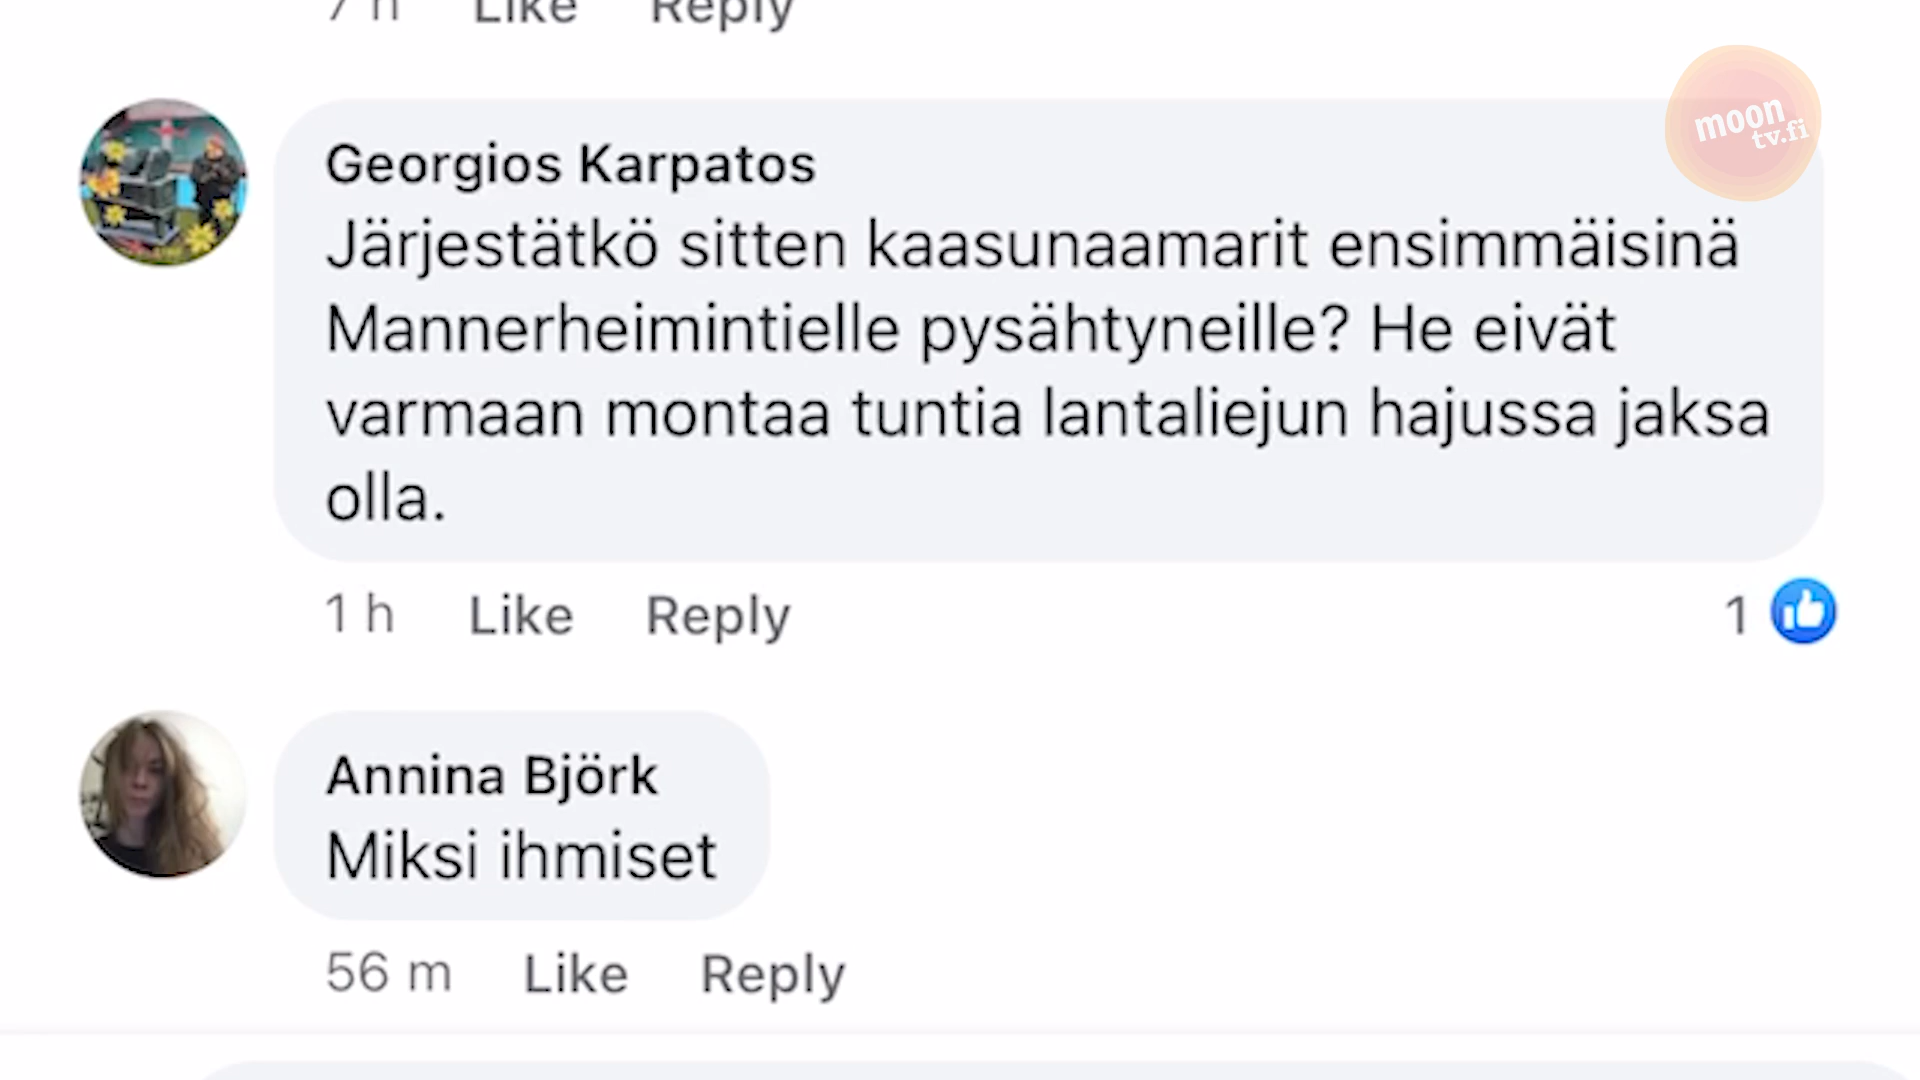 7 h Like Reply
moon
tv.fi
Georgios Karpatos
Järjestätkö sitten kaasunaamarit ensimmäisinä
Mannerheimintielle pysähtyneille? He eivät
varmaan montaa tuntia lantaliejun hajussa jaksa
olla.
1 h Like Reply 1
Annina Björk
Miksi ihmiset
56 m Like Reply